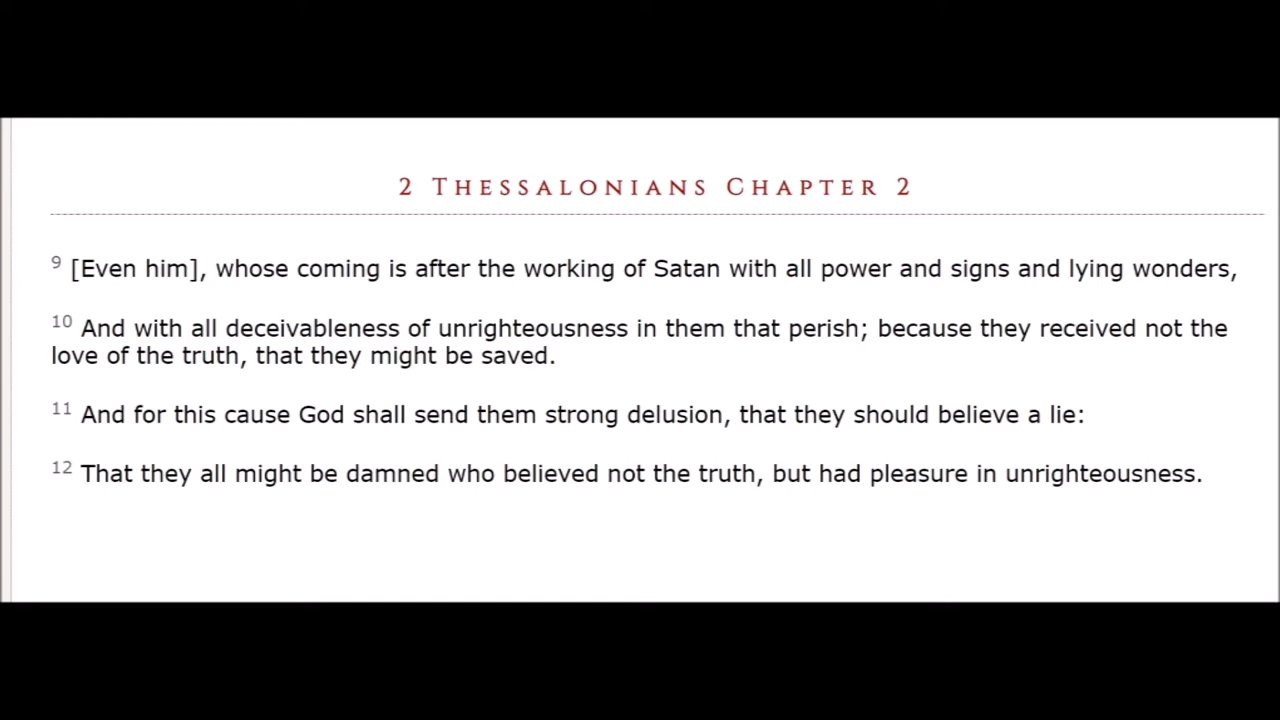 2 Thessalonians Chapter 2
9 [Even him], whose coming is after the working of Satan with all power and signs and lying wonders,
10 And with all deceivableness of unrighteousness in them that perish; because they received not the
love of the truth, that they might be saved.
11 And for this cause God shall send them strong delusion, that they should believe a lie:
12 That they all might be damned who believed not the truth, but had pleasure in unrighteousness.